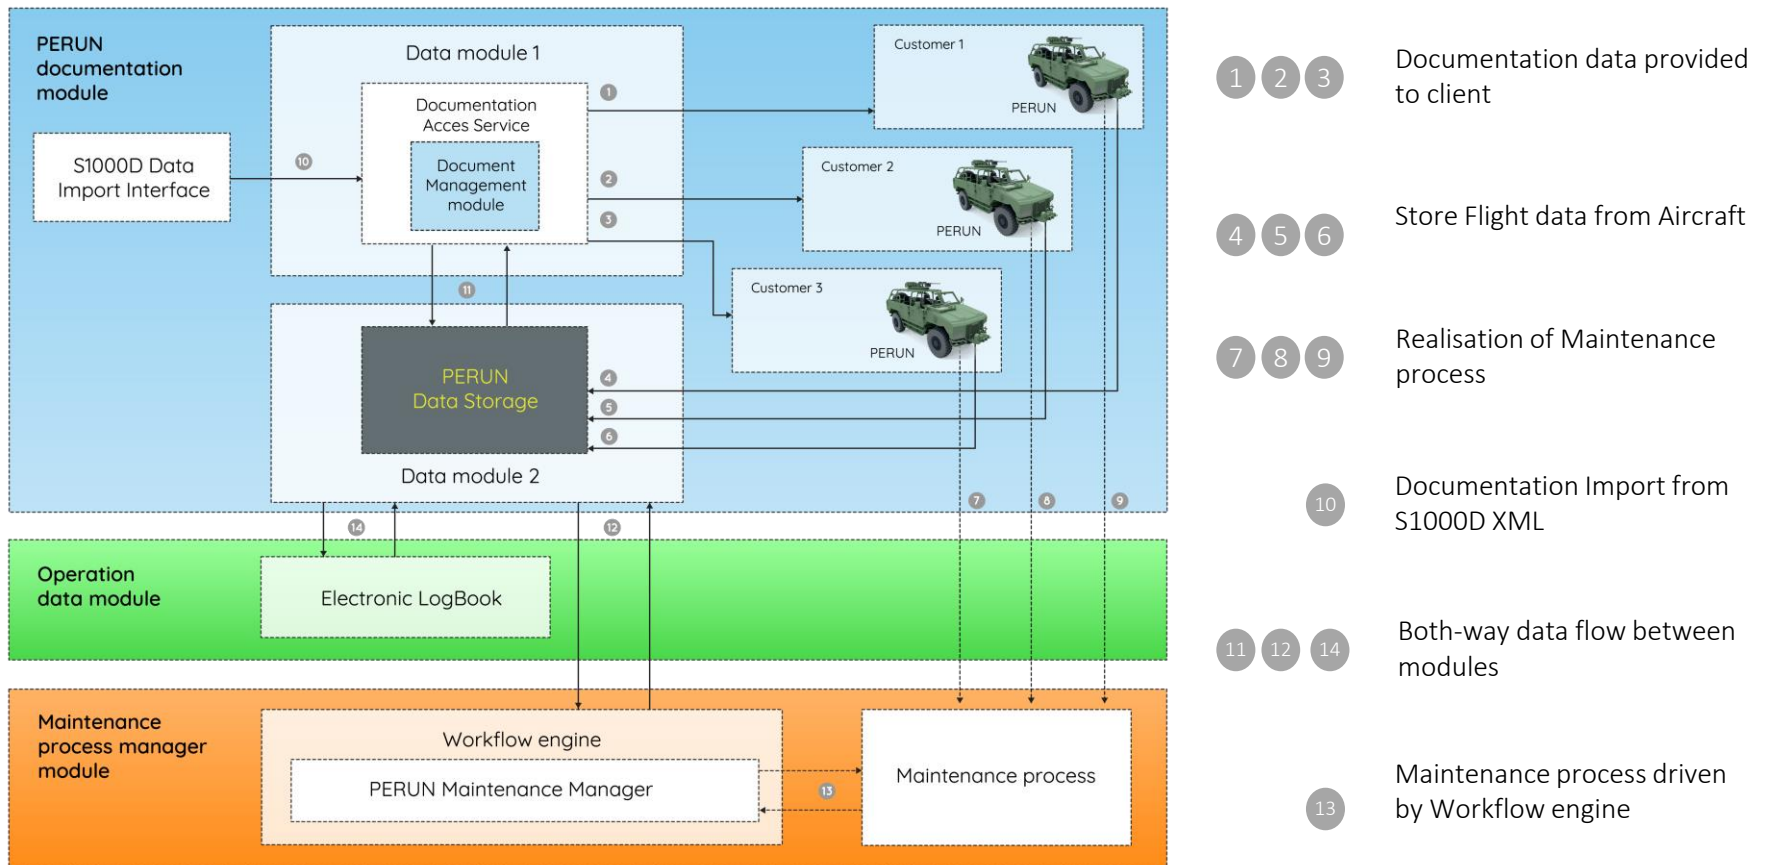 PERUN
documentation
module
Data module 1
Documentation
Acces Service
Document
Management
module
S1000D Data
Import Interface
10
1
2
3
Customer 1
PERUN
Customer 2
PERUN
Customer 3
PERUN
11
PERUN
Data Storage
Data module 2
4
5
6
7
8
9
14
12
Operation
data module
Electronic LogBook
Maintenance
process manager
module
Workflow engine
PERUN Maintenance Manager
13
Maintenance process
1 2 3
Documentation data provided
to client
4 5 6
Store Flight data from Aircraft
7 8 9
Realisation of Maintenance
process
10
Documentation Import from
S1000D XML
11 12 14
Both-way data flow between
modules
13
Maintenance process driven
by Workflow engine